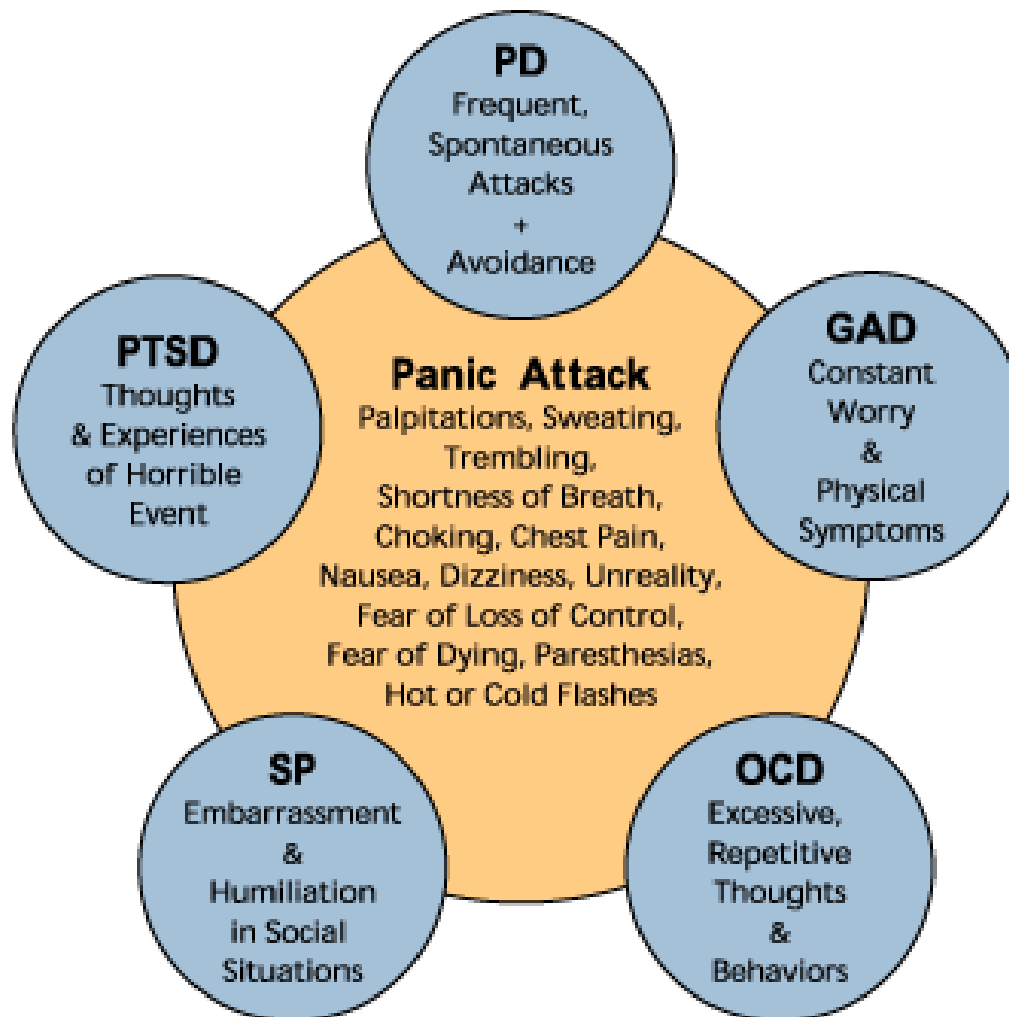 PD
Frequent,
Spontaneous
Attacks
+
Avoidance
PTSD
Thoughts
& Experiences
of Horrible
Event
GAD
Constant
Worry
&
Physical
Symptoms
Panic Attack
Palpitations, Sweating,
Trembling,
Shortness of Breath,
Choking, Chest Pain,
Nausea, Dizziness, Unreality,
Fear of Loss of Control,
Fear of Dying, Paresthesias,
Hot or Cold Flashes
SP
Embarrassment
&
Humiliation
in Social
Situations
OCD
Excessive,
Repetitive
Thoughts
&
Behaviors